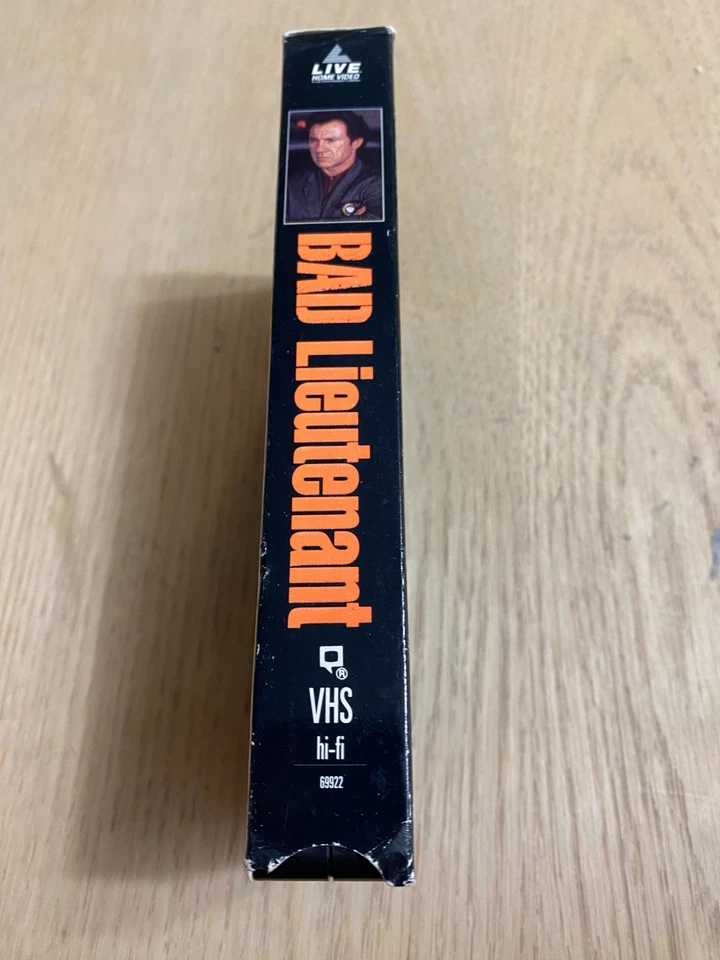 LIVE
HOME VIDEO
BAD Lieutenant
®
VHS
hi-fi
69922